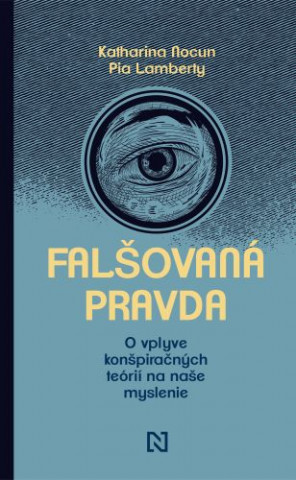 Katharina Nocun
Pia Lamberty
FALŠOVANÁ
PRAVDA
O vplyve
konšpiračných
teórií na naše
myslenie
N